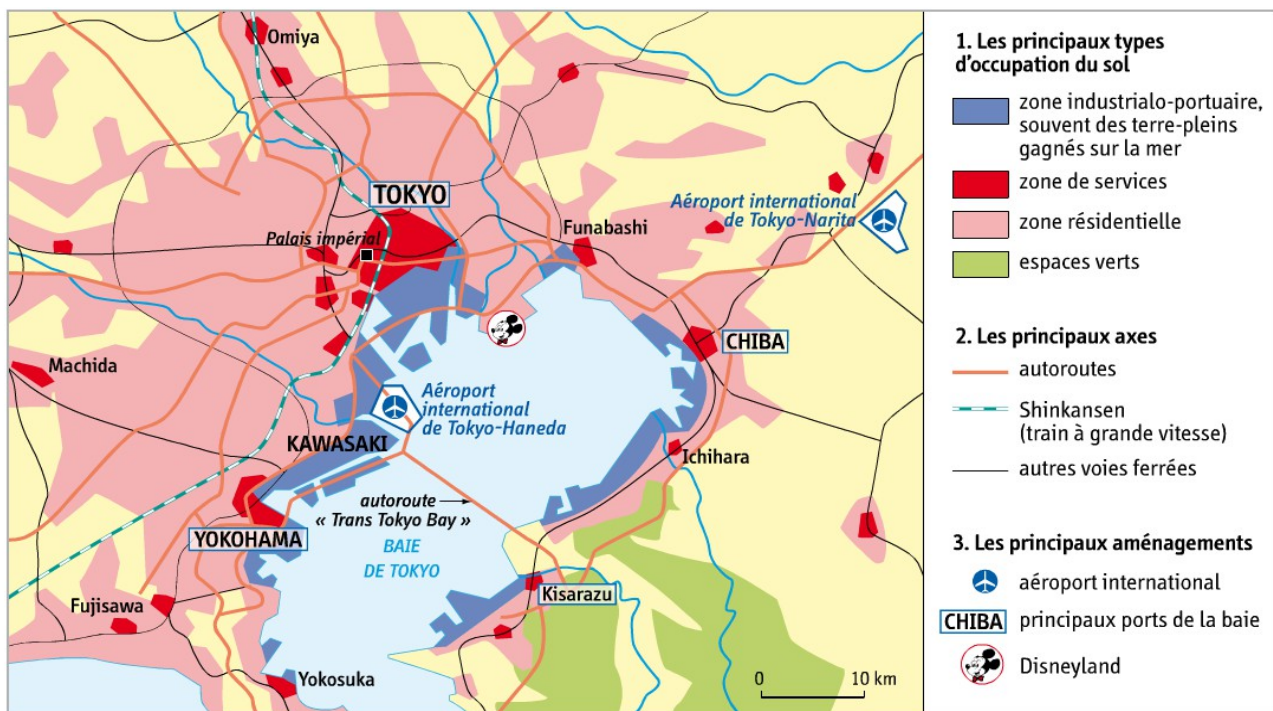 Omiya
TOKYO
Palais impérial
Funabashi
Aéroport international
de Tokyo-Narita
Machida
CHIBA
Aéroport
international
de Tokyo-Haneda
KAWASAKI
Ichihara
autoroute
« Trans Tokyo Bay »
YOKOHAMA
BAIE
DE TOKYO
Kisarazu
Fujisawa
Yokosuka
0 10 km
1. Les principaux types
d'occupation du sol
zone industrialo-portuaire,
souvent des terre-pleins
gagnés sur la mer
zone de services
zone résidentielle
espaces verts
2. Les principaux axes
autoroutes
Shinkansen
(train à grande vitesse)
autres voies ferrées
3. Les principaux aménagements
aéroport international
CHIBA principaux ports de la baie
Disneyland